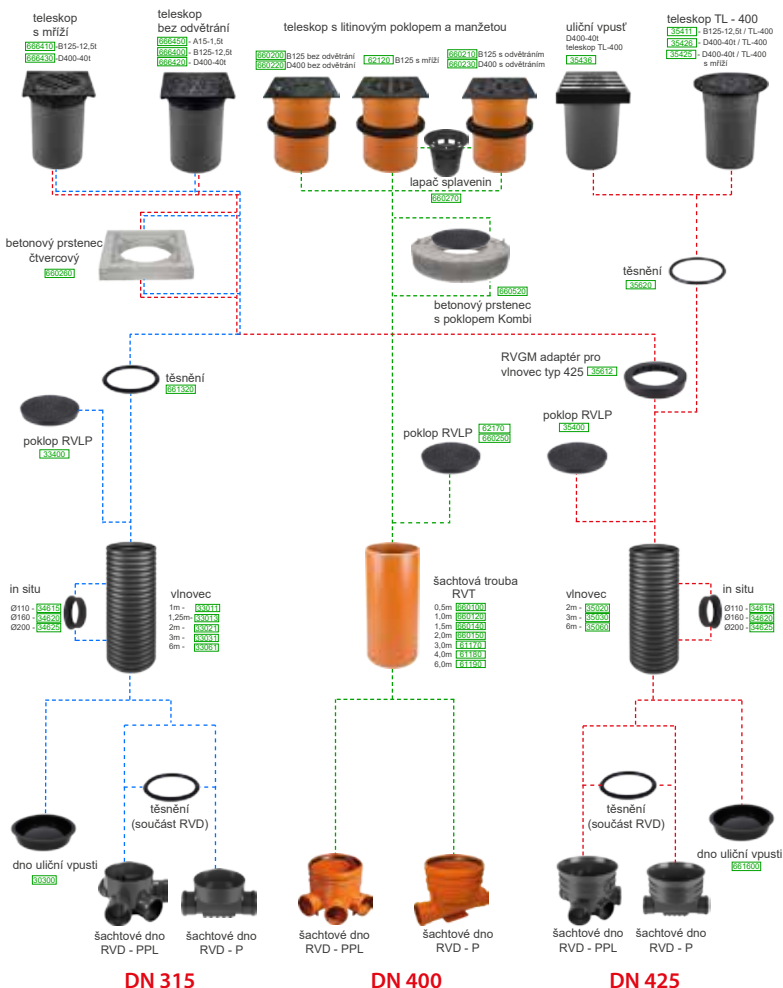 teleskop
s mříží
666410 -B125-12,5t
666430 -D400-40t
teleskop
bez odvětrání
666450 - A15-1,5t
666400 - B125-12,5t
666420 - D400-40t
teleskop s litinovým poklopem a manžetou
660200 B125 bez odvětrání
660220 D400 bez odvětrání
62120 B125 s mříží
660210 B125 s odvětráním
660230 D400 s odvětráním
uliční vpusť
D400-40t
teleskop TL-400
35436
teleskop TL - 400
35411 - B125-12,5t / TL-400
35426 - D400-40t / TL-400
35425 - D400-40t / TL-400
s mříží
lapač splavenin
660270
betonový prstenec
čtvercový
660260
660520
betonový prstenec
s poklopem Kombi
těsnění
35620
těsnění
661320
RVGM adaptér pro
vlnovec typ 425 35612
poklop RVLP
33400
poklop RVLP 62170
660250
poklop RVLP
35400
in situ
Ø110 - 34615
Ø160 - 34620
Ø200 - 34625
vlnovec
1m - 33011
1,25m- 33013
2m - 33021
3m - 33031
6m - 33061
šachtová trouba
RVT
0,5m 660100
1,0m 660120
1,5m 660140
2,0m 660150
3,0m 61170
4,0m 61180
6,0m 61190
vlnovec
2m - 35020
3m - 35030
6m - 35060
in situ
Ø110 - 34615
Ø160 - 34620
Ø200 - 34625
těsnění
(součást RVD)
těsnění
(součást RVD)
dno uliční vpusti
30300
dno uliční vpusti
661600
šachtové dno
RVD - PPL
šachtové dno
RVD - P
šachtové dno
RVD - PPL
šachtové dno
RVD - P
šachtové dno
RVD - PPL
šachtové dno
RVD - P
DN 315
DN 400
DN 425